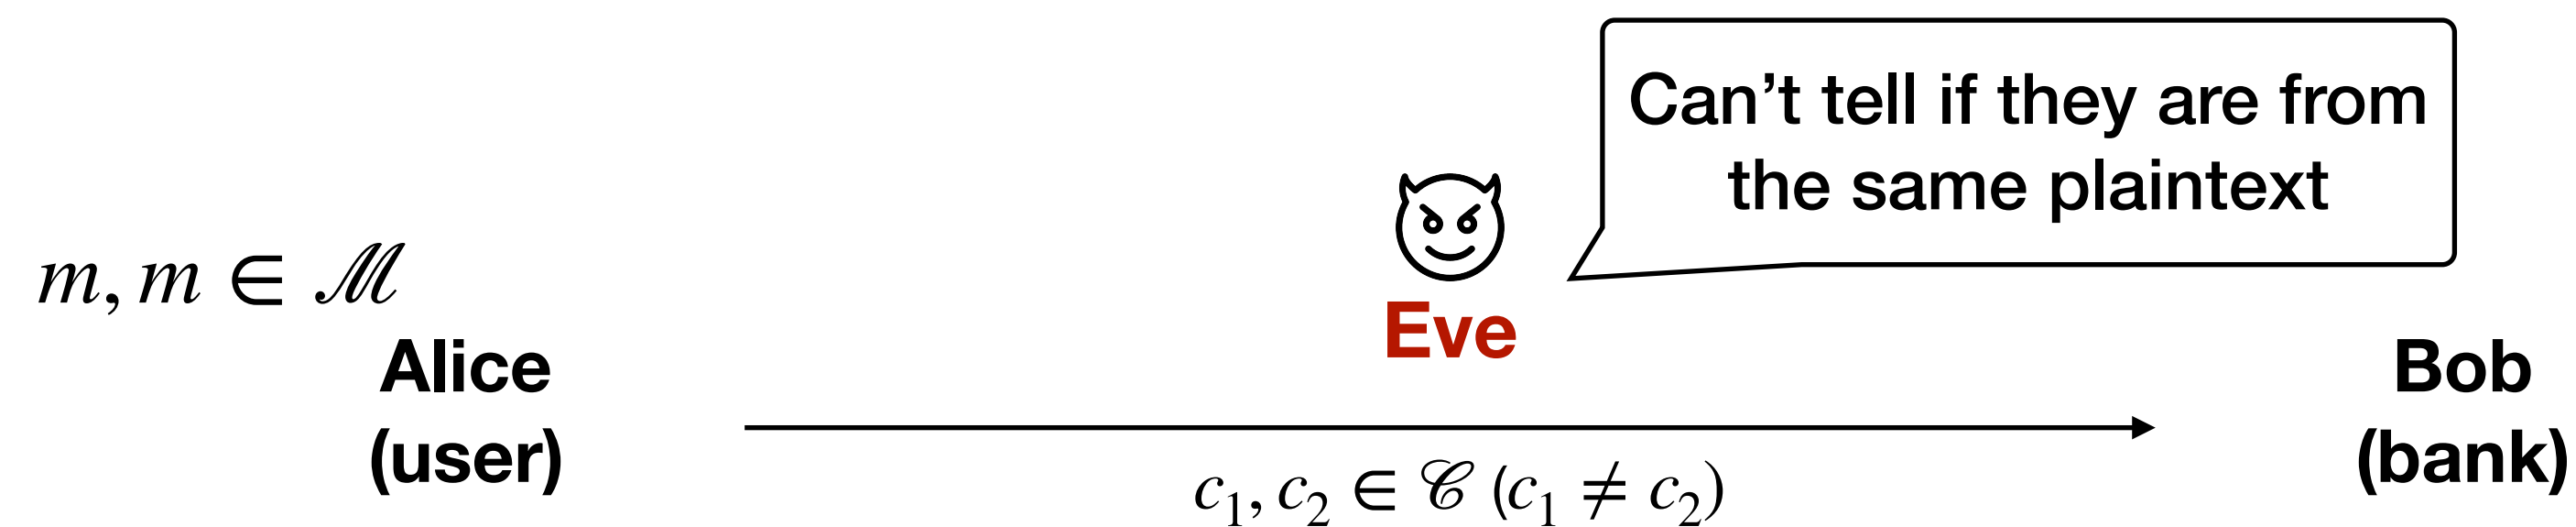 Can't tell if they are from
the same plaintext
m, m ∈ ℳ
Eve
Alice
(user)
Bob
(bank)
c₁, c₂ ∈ 𝒞 (c₁ ≠ c₂)